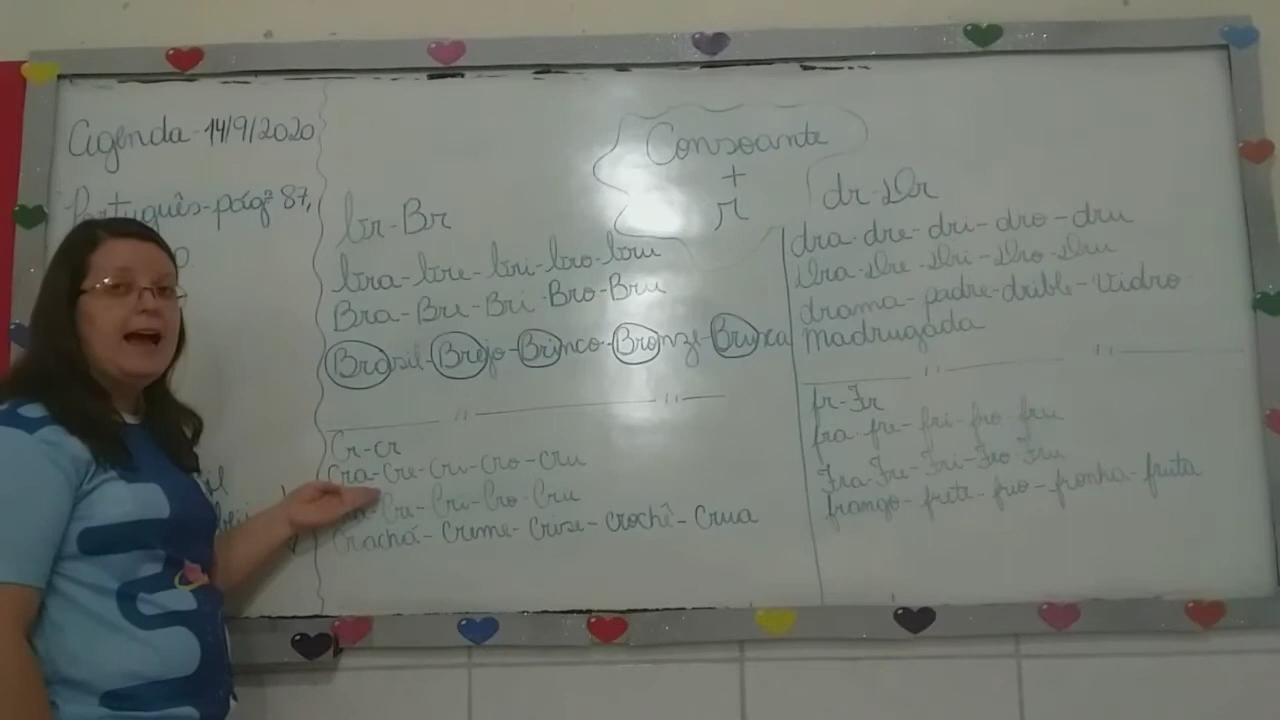 Agenda-14/9/2020
Português-pág² 87,
Consoante
+
r
br-Br
bra-bre-bri-bro-bru
Bra-Bre-Bri-Bro-Bru
Brasil-Brejo-Brinco-Bronze-Bruxa
Cr-cr
Cra-cre-cri-cro-cru
Cre-Cri-Cro-Cru
Crachá-creme-crise-crochê-crua
dr-Dr
dra-dre-dri-dro-dru
Dra-Dre-Dri-Dro-Dru
drama-padre-drible-vidro
madrugada
fr-Fr
fra-fre-fri-fro-fru
Fra-Fre-Fri-Fro-Fru
frango-frete-frio-fronha-fruta